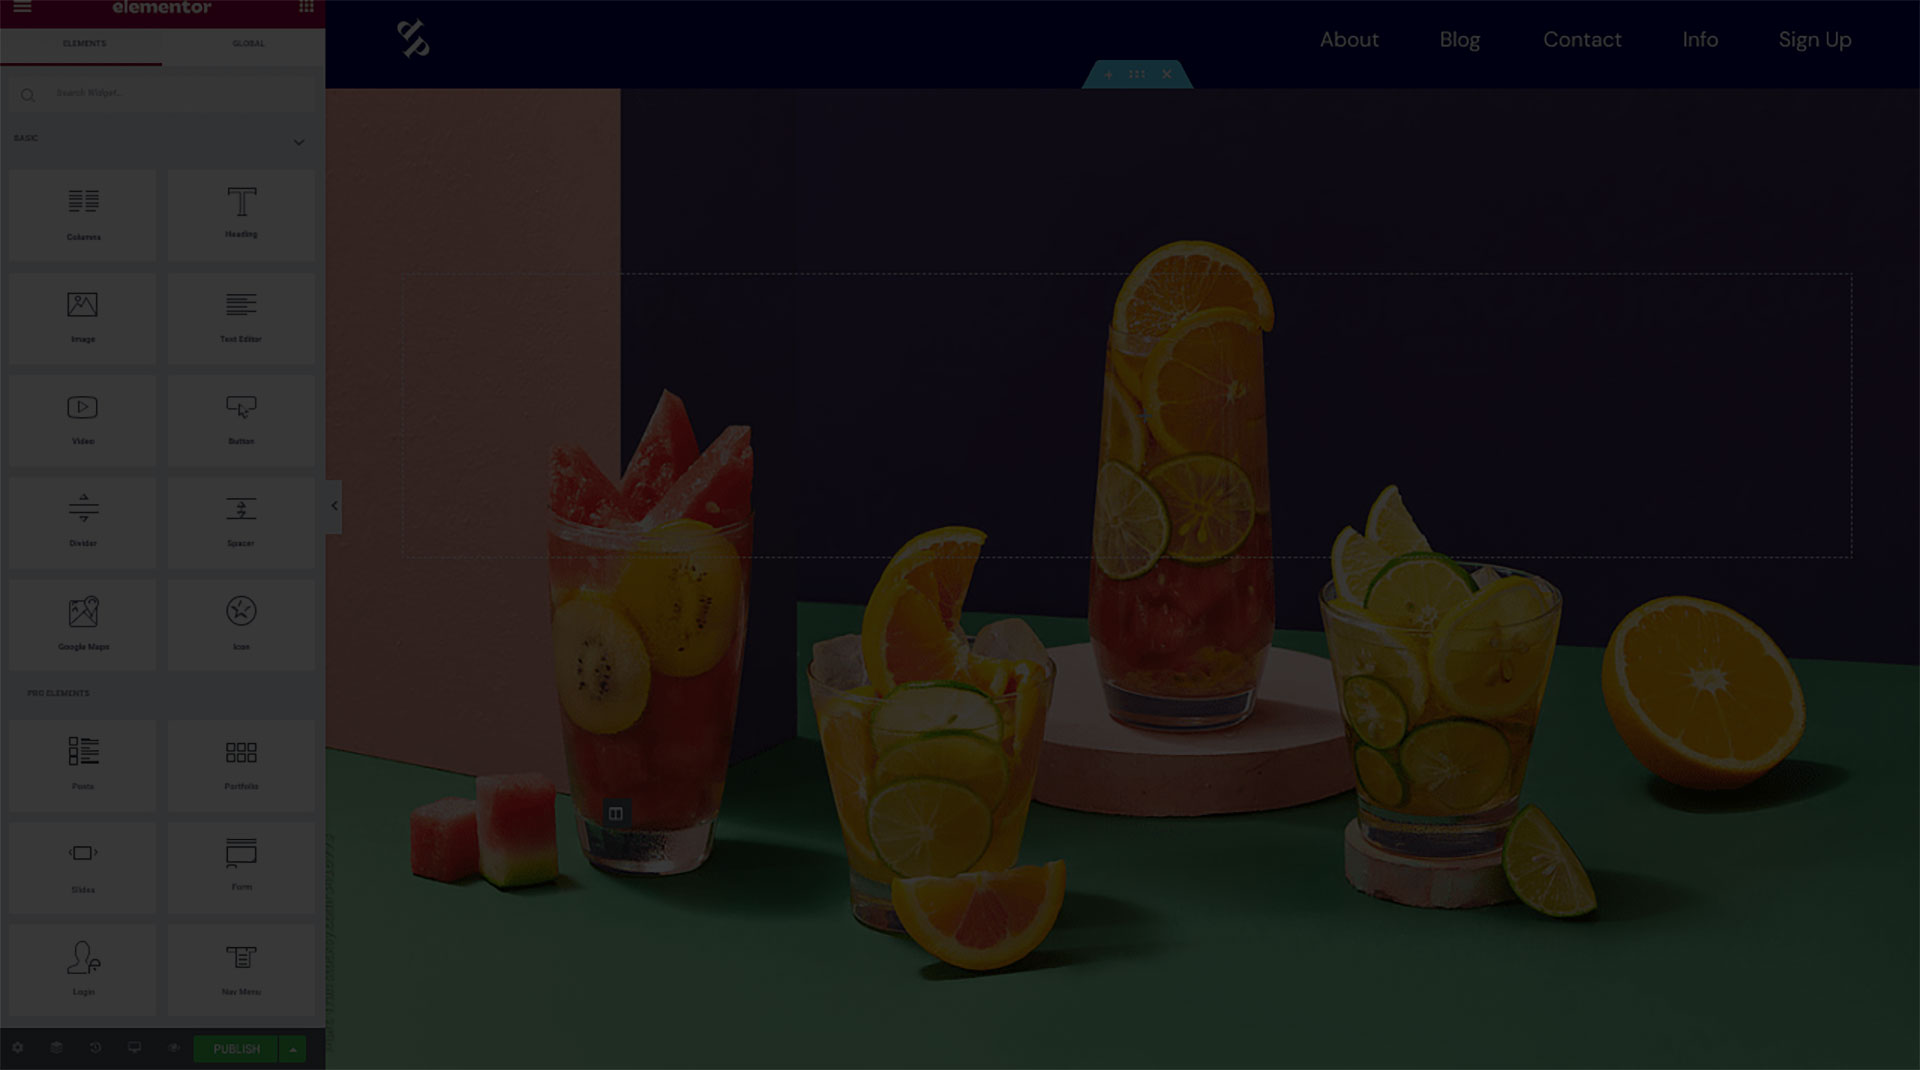 elementor
ELEMENTS
GLOBAL
Search Widget...
BASIC
Columns
Heading
Image
Text Editor
Video
Button
Divider
Spacer
Google Maps
Icon
PRO ELEMENTS
Posts
Portfolio
Slides
Form
Login
Nav Menu
PUBLISH
About
Blog
Contact
Info
Sign Up